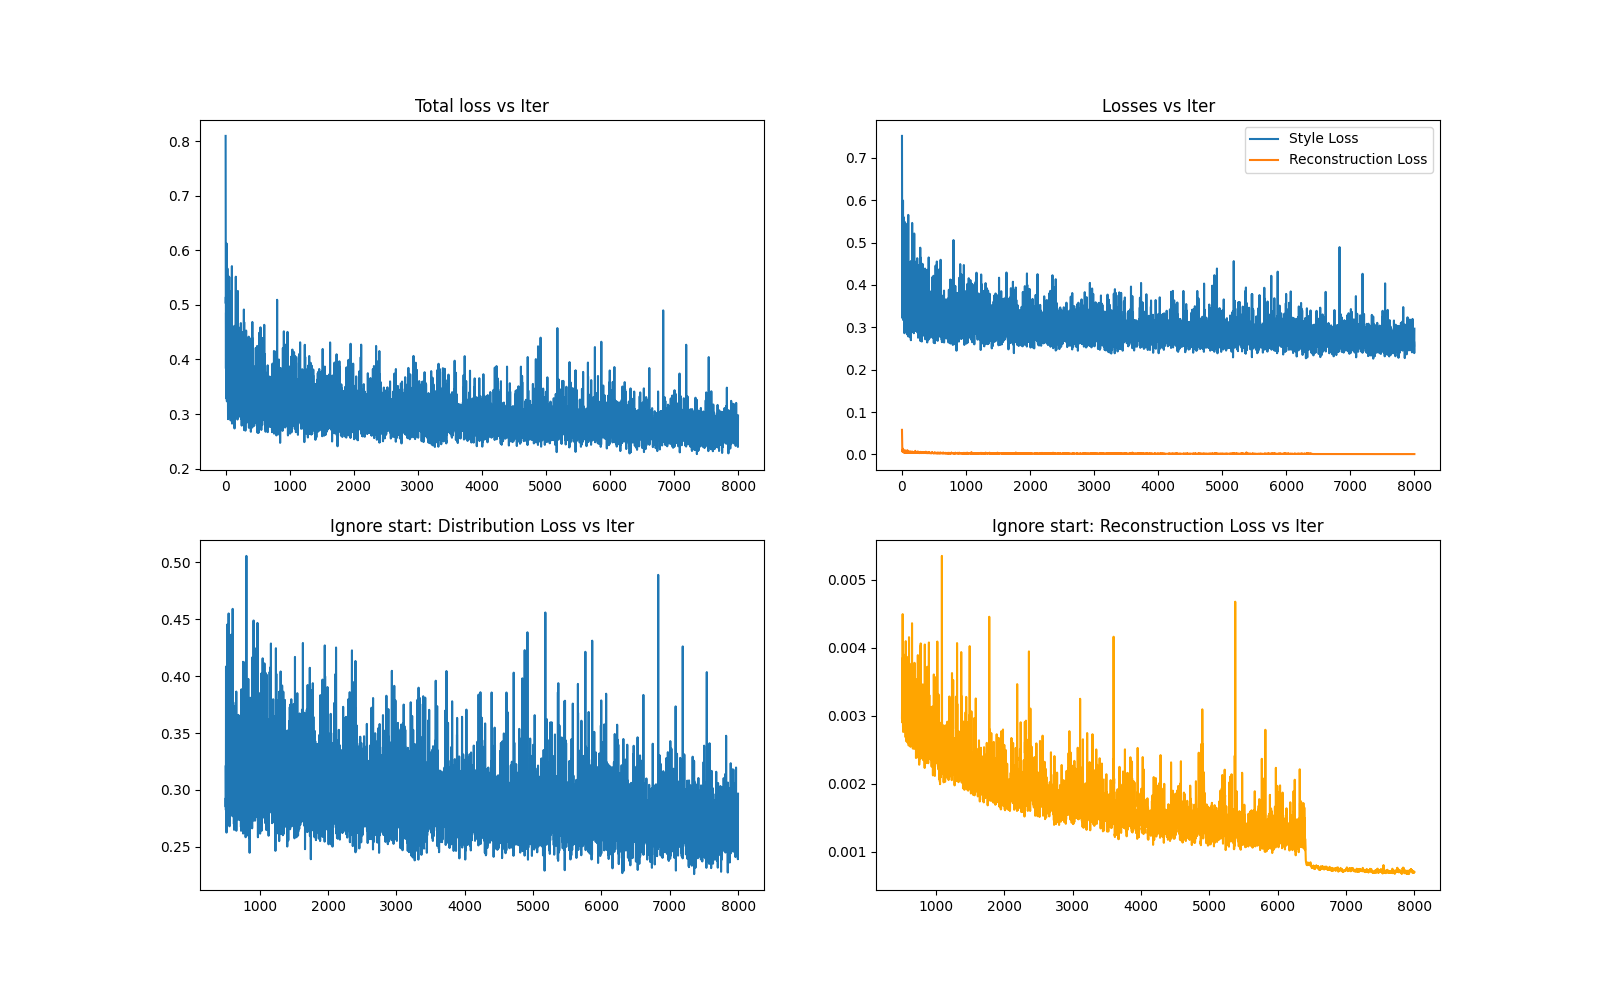 Total loss vs Iter
0.8
0.7
0.6
0.5
0.4
0.3
0.2
0 1000 2000 3000 4000 5000 6000 7000 8000
Losses vs Iter
Style Loss
Reconstruction Loss
0.7
0.6
0.5
0.4
0.3
0.2
0.1
0.0
0 1000 2000 3000 4000 5000 6000 7000 8000
Ignore start: Distribution Loss vs Iter
0.50
0.45
0.40
0.35
0.30
0.25
1000 2000 3000 4000 5000 6000 7000 8000
Ignore start: Reconstruction Loss vs Iter
0.005
0.004
0.003
0.002
0.001
1000 2000 3000 4000 5000 6000 7000 8000